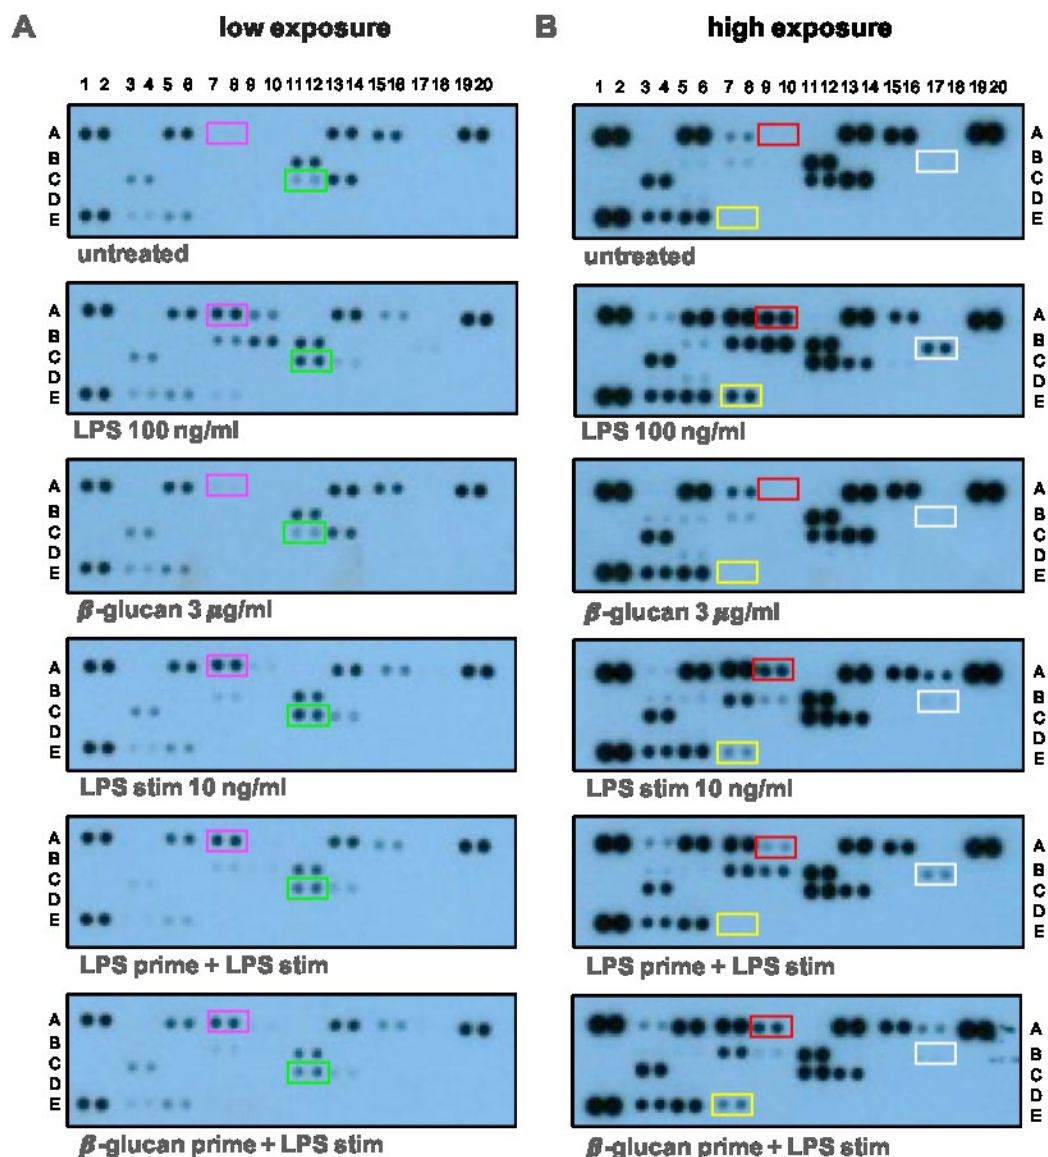 A low exposure B high exposure
1 2 3 4 5 6 7 8 9 10 11 12 13 14 15 16 17 18 19 20 1 2 3 4 5 6 7 8 9 10 11 12 13 14 15 16 17 18 19 20
A A
B B
C C
D D
E E
untreated untreated
A A
B B
C C
D D
E E
LPS 100 ng/ml LPS 100 ng/ml
A A
B B
C C
D D
E E
β-glucan 3 μg/ml β-glucan 3 μg/ml
A A
B B
C C
D D
E E
LPS stim 10 ng/ml LPS stim 10 ng/ml
A A
B B
C C
D D
E E
LPS prime + LPS stim LPS prime + LPS stim
A A
B B
C C
D D
E E
β-glucan prime + LPS stim β-glucan prime + LPS stim